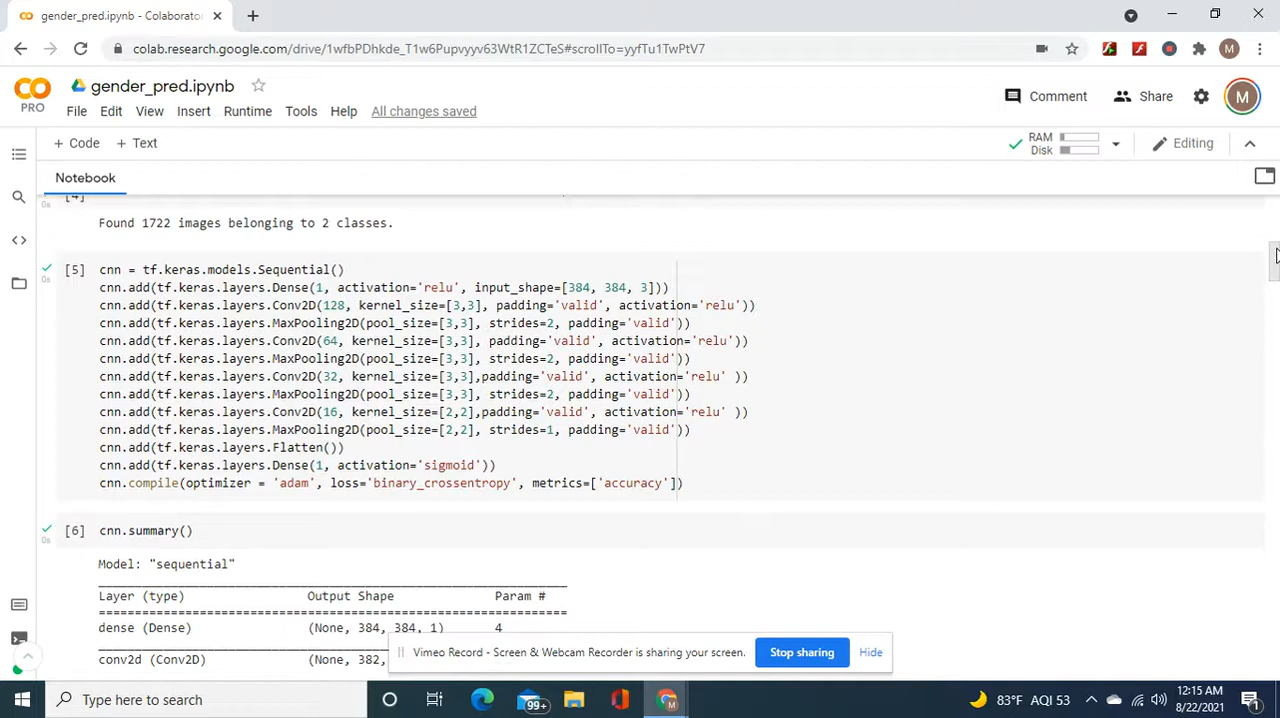 gender_pred.ipynb - Colaborator
colab.research.google.com/drive/1wfbPDhkde_T1w6Pupvyyv63WtR1ZCTeS#scrollTo=yyfTu1TwPtV7
M
PRO
gender_pred.ipynb
File Edit View Insert Runtime Tools Help All changes saved
Comment
Share
M
+ Code + Text
RAM
Disk
Editing
Notebook
[4]
0s
Found 1722 images belonging to 2 classes.
[5]
0s
cnn = tf.keras.models.Sequential()
cnn.add(tf.keras.layers.Dense(1, activation='relu', input_shape=[384, 384, 3]))
cnn.add(tf.keras.layers.Conv2D(128, kernel_size=[3,3], padding='valid', activation='relu'))
cnn.add(tf.keras.layers.MaxPooling2D(pool_size=[3,3], strides=2, padding='valid'))
cnn.add(tf.keras.layers.Conv2D(64, kernel_size=[3,3], padding='valid', activation='relu'))
cnn.add(tf.keras.layers.MaxPooling2D(pool_size=[3,3], strides=2, padding='valid'))
cnn.add(tf.keras.layers.Conv2D(32, kernel_size=[3,3],padding='valid', activation='relu' ))
cnn.add(tf.keras.layers.MaxPooling2D(pool_size=[3,3], strides=2, padding='valid'))
cnn.add(tf.keras.layers.Conv2D(16, kernel_size=[2,2],padding='valid', activation='relu' ))
cnn.add(tf.keras.layers.MaxPooling2D(pool_size=[2,2], strides=1, padding='valid'))
cnn.add(tf.keras.layers.Flatten())
cnn.add(tf.keras.layers.Dense(1, activation='sigmoid'))
cnn.compile(optimizer = 'adam', loss='binary_crossentropy', metrics=['accuracy'])
[6] cnn.summary()
0s
Model: "sequential"
Layer (type) Output Shape Param #
dense (Dense) (None, 384, 384, 1) 4
conv2d (Conv2D) (None, 382,
Vimeo Record - Screen & Webcam Recorder is sharing your screen. Stop sharing Hide
Type here to search
99+
M
83°F AQI 53
12:15 AM
8/22/2021
1